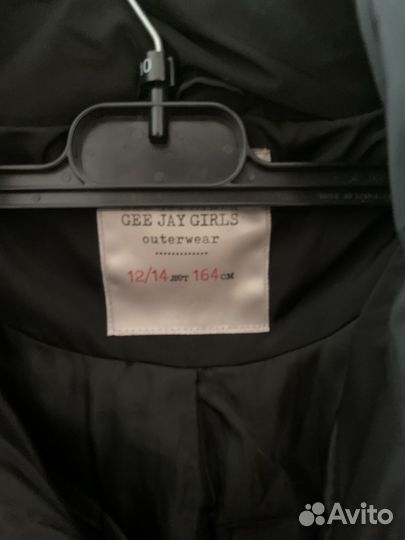 GEE JAY GIRLS
outerwear
12/14 лет 164 см
Avito